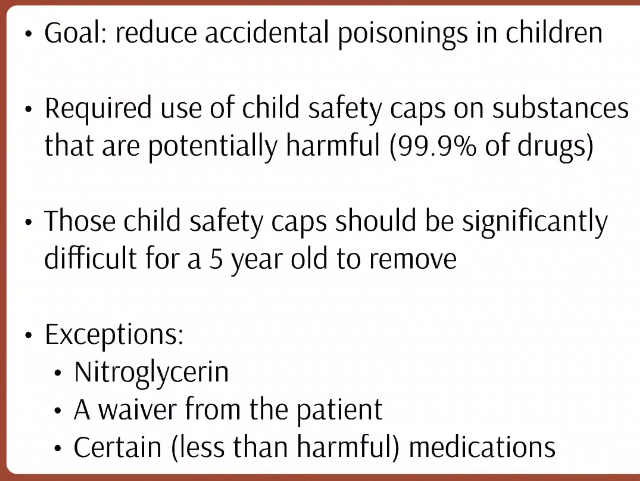 • Goal: reduce accidental poisonings in children
• Required use of child safety caps on substances
that are potentially harmful (99.9% of drugs)
• Those child safety caps should be significantly
difficult for a 5 year old to remove
• Exceptions:
• Nitroglycerin
• A waiver from the patient
• Certain (less than harmful) medications